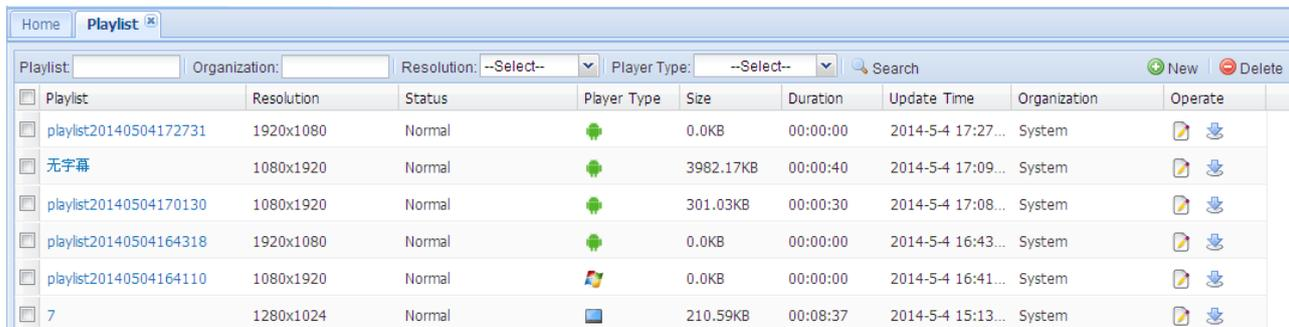 Home Playlist
Playlist: Organization: Resolution: --Select-- Player Type: --Select-- Search New Delete
Playlist Resolution Status Player Type Size Duration Update Time Organization Operate
playlist20140504172731 1920x1080 Normal 0.0KB 00:00:00 2014-5-4 17:27... System
无字幕 1080x1920 Normal 3982.17KB 00:00:40 2014-5-4 17:09... System
playlist20140504170130 1080x1920 Normal 301.03KB 00:00:30 2014-5-4 17:08... System
playlist20140504164318 1920x1080 Normal 0.0KB 00:00:00 2014-5-4 16:43... System
playlist20140504164110 1080x1920 Normal 0.0KB 00:00:00 2014-5-4 16:41... System
7 1280x1024 Normal 210.59KB 00:08:37 2014-5-4 15:13... System